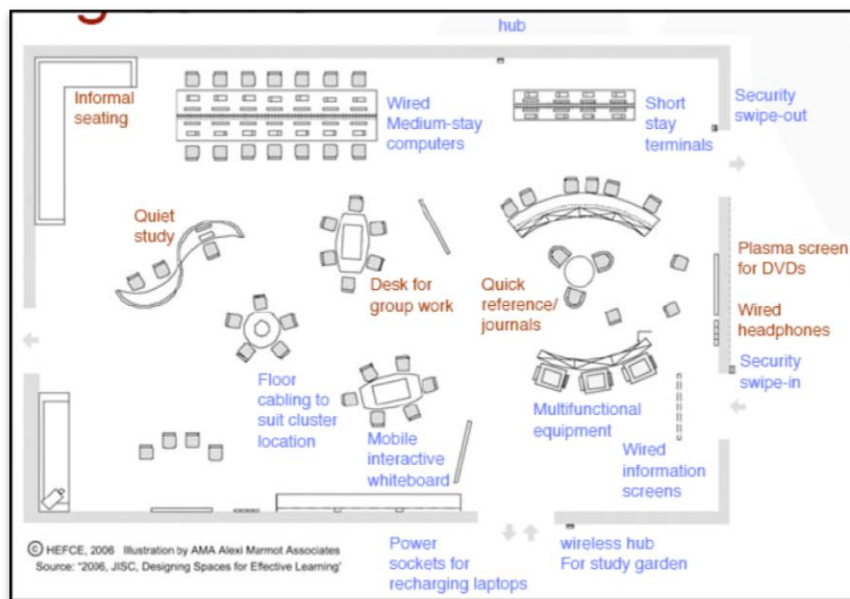 hub
Informal
seating
Wired
Medium-stay
computers
Short
stay
terminals
Security
swipe-out
Quiet
study
Desk for
group work
Quick
reference/
journals
Plasma screen
for DVDs
Wired
headphones
Security
swipe-in
Floor
cabling to
suit cluster
location
Mobile
interactive
whiteboard
Multifunctional
equipment
Wired
information
screens
Power
sockets for
recharging laptops
wireless hub
For study garden
© HEFCE, 2006 Illustration by AMA Alexi Marmot Associates
Source: "2006, JISC, Designing Spaces for Effective Learning'